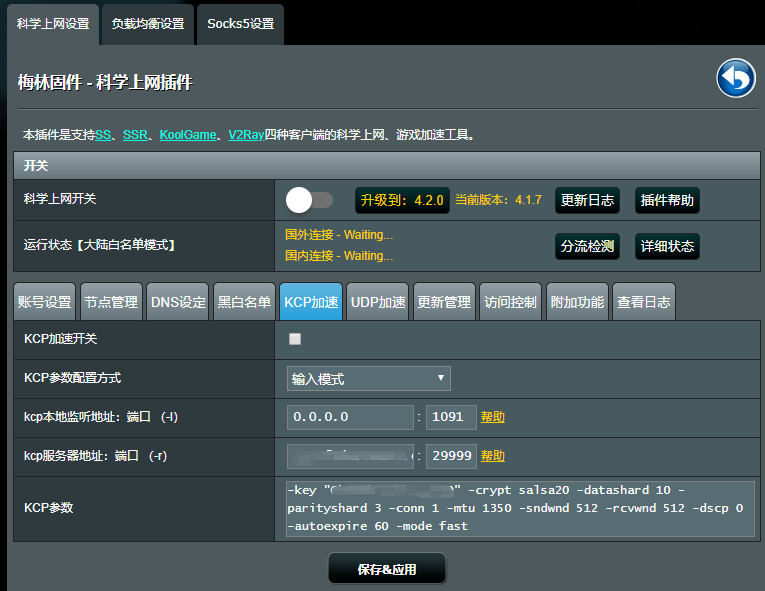 科学上网设置 负载均衡设置 Socks5设置
梅林固件 - 科学上网插件
本插件是支持SS、SSR、KoolGame、V2Ray四种客户端的科学上网、游戏加速工具。
开关
科学上网开关 升级到：4.2.0 当前版本：4.1.7 更新日志 插件帮助
运行状态【大陆白名单模式】 国外连接 - Waiting... 分流检测 详细状态
国内连接 - Waiting...
账号设置 节点管理 DNS设定 黑白名单 KCP加速 UDP加速 更新管理 访问控制 附加功能 查看日志
KCP加速开关
KCP参数配置方式 输入模式
kcp本地监听地址：端口 （-l） 0.0.0.0 : 1091 帮助
kcp服务器地址：端口 （-r） : 29999 帮助
KCP参数
-key " " -crypt salsa20 -datashard 10 -
parityshard 3 -conn 1 -mtu 1350 -sndwnd 512 -rcvwnd 512 -dscp 0
-autoexpire 60 -mode fast
保存&应用